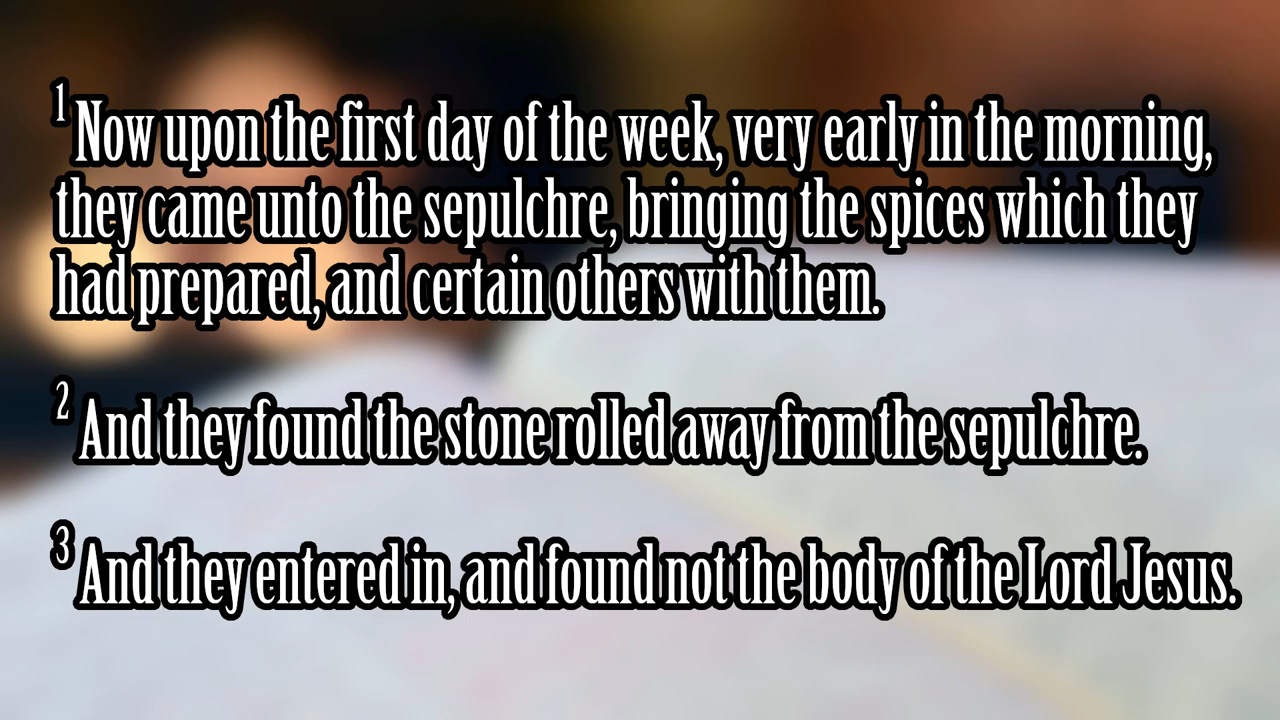 1 Now upon the first day of the week, very early in the morning,
they came unto the sepulchre, bringing the spices which they
had prepared, and certain others with them.
2 And they found the stone rolled away from the sepulchre.
3 And they entered in, and found not the body of the Lord Jesus.